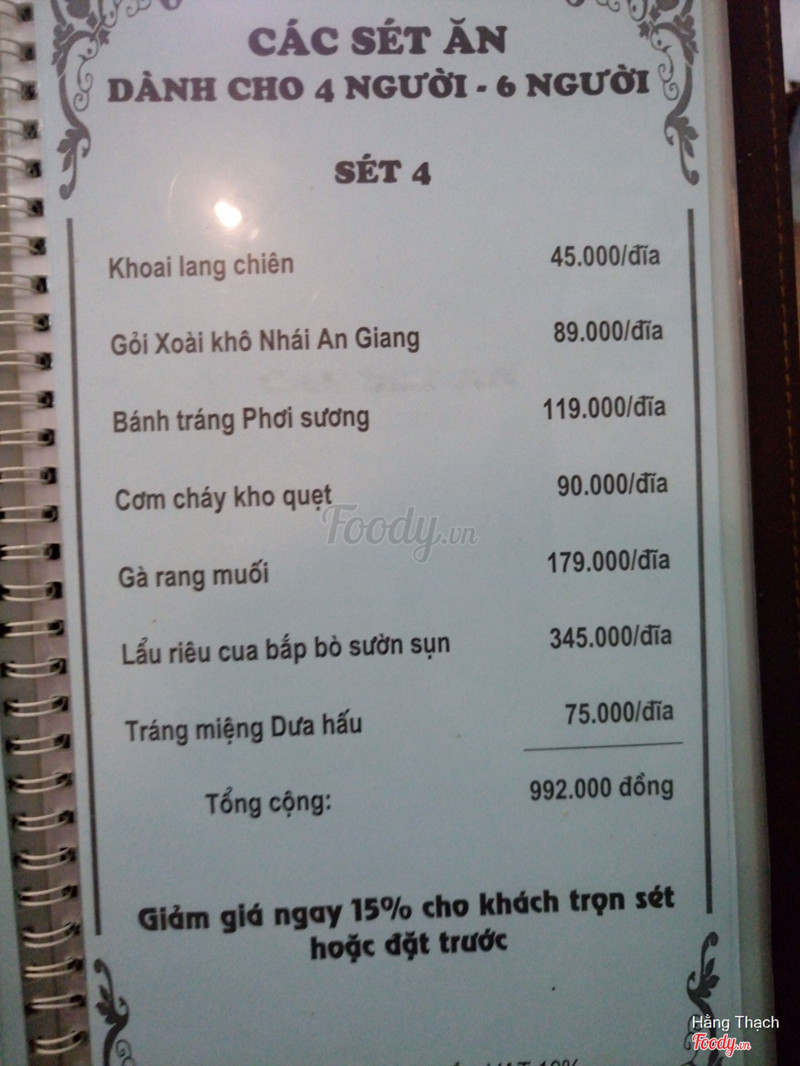 CÁC SÉT ĂN
DÀNH CHO 4 NGƯỜI - 6 NGƯỜI
SÉT 4
Khoai lang chiên 45.000/đĩa
Gỏi Xoài khô Nhái An Giang 89.000/đĩa
Bánh tráng Phơi sương 119.000/đĩa
Cơm cháy kho quẹt 90.000/đĩa
Foody.vn
Gà rang muối 179.000/đĩa
Lẩu riêu cua bắp bò sườn sụn 345.000/đĩa
Tráng miệng Dưa hấu 75.000/đĩa
Tổng cộng: 992.000 đồng
Giảm giá ngay 15% cho khách trọn sét
hoặc đặt trước
Hằng Thạch
Foody.vn